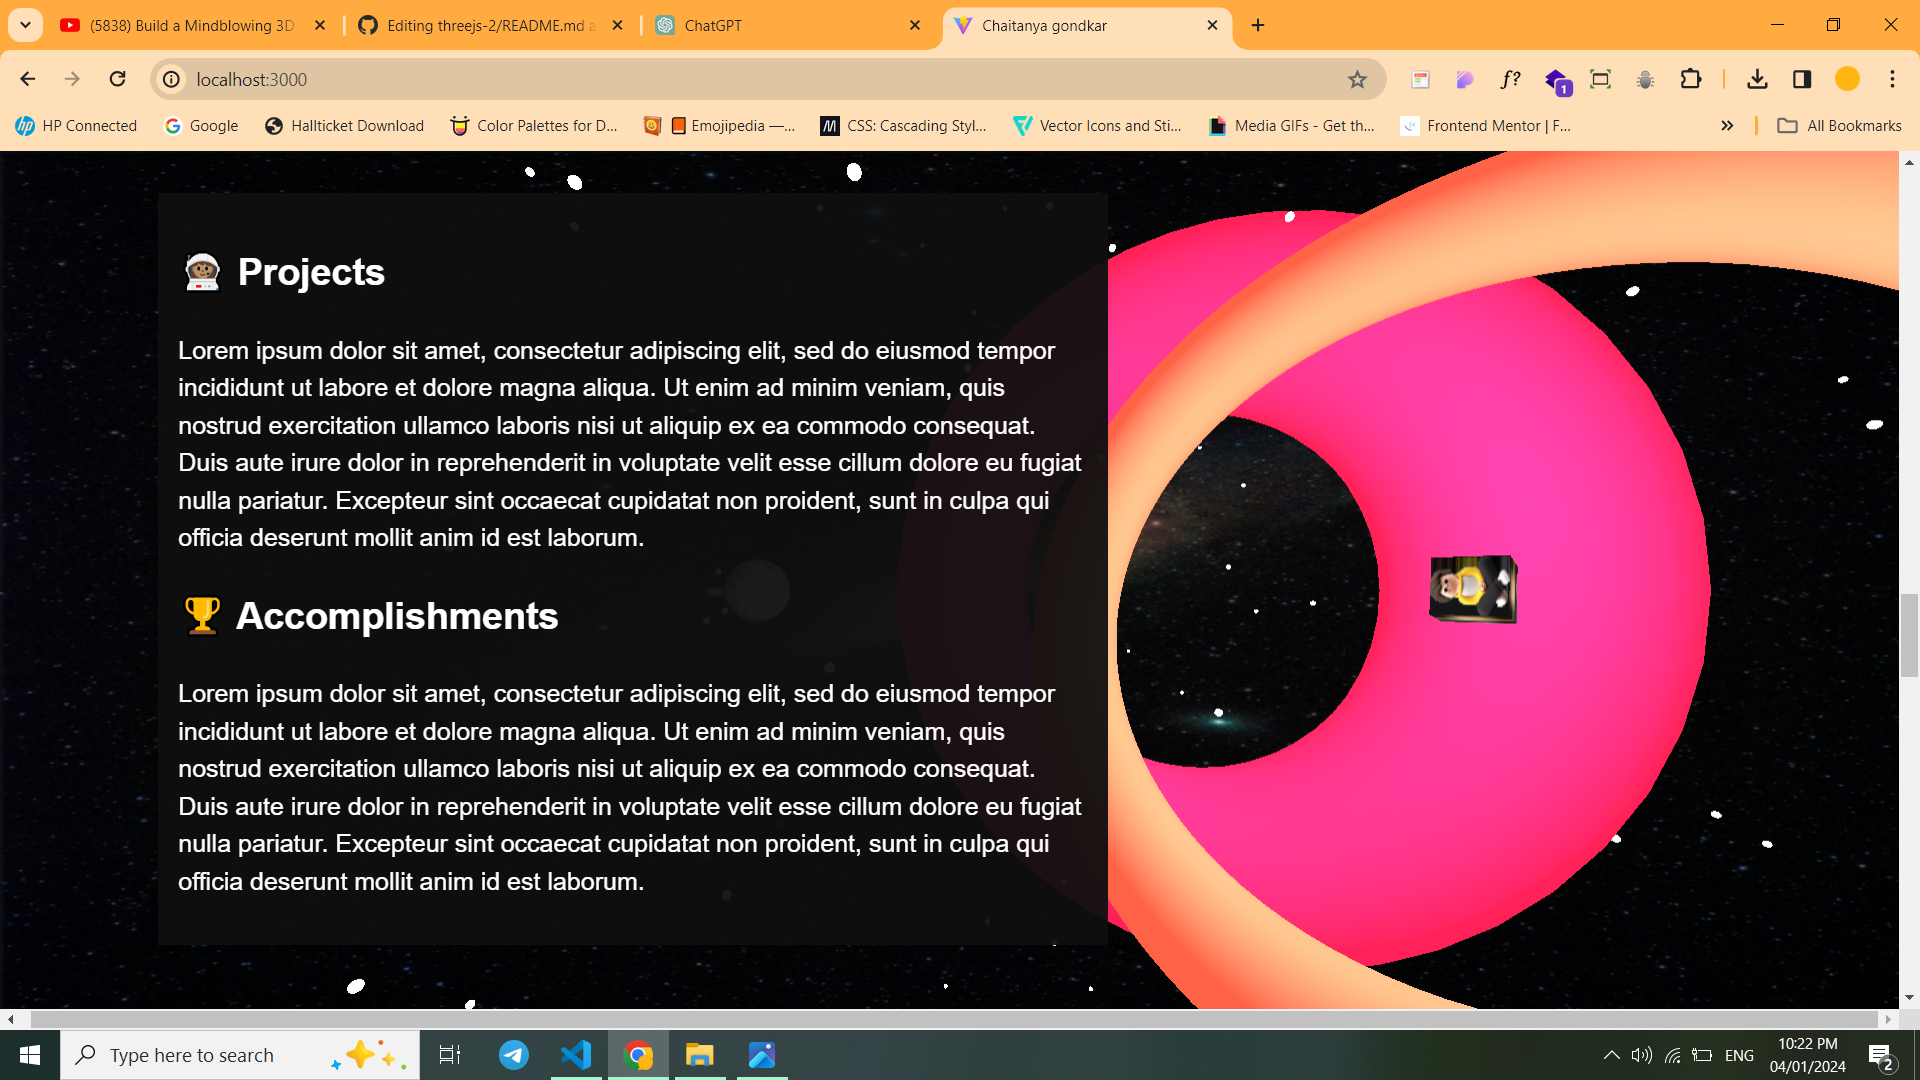 (5838) Build a Mindblowing 3D
Editing threejs-2/README.md a
ChatGPT
Chaitanya gondkar
localhost:3000
f?
1
HP Connected
Google
Hallticket Download
Color Palettes for D...
Emojipedia —...
CSS: Cascading Styl...
Vector Icons and Sti...
Media GIFs - Get th...
Frontend Mentor | F...
All Bookmarks
Projects
Lorem ipsum dolor sit amet, consectetur adipiscing elit, sed do eiusmod tempor
incididunt ut labore et dolore magna aliqua. Ut enim ad minim veniam, quis
nostrud exercitation ullamco laboris nisi ut aliquip ex ea commodo consequat.
Duis aute irure dolor in reprehenderit in voluptate velit esse cillum dolore eu fugiat
nulla pariatur. Excepteur sint occaecat cupidatat non proident, sunt in culpa qui
officia deserunt mollit anim id est laborum.
Accomplishments
Lorem ipsum dolor sit amet, consectetur adipiscing elit, sed do eiusmod tempor
incididunt ut labore et dolore magna aliqua. Ut enim ad minim veniam, quis
nostrud exercitation ullamco laboris nisi ut aliquip ex ea commodo consequat.
Duis aute irure dolor in reprehenderit in voluptate velit esse cillum dolore eu fugiat
nulla pariatur. Excepteur sint occaecat cupidatat non proident, sunt in culpa qui
officia deserunt mollit anim id est laborum.
Type here to search
ENG
10:22 PM
04/01/2024
2